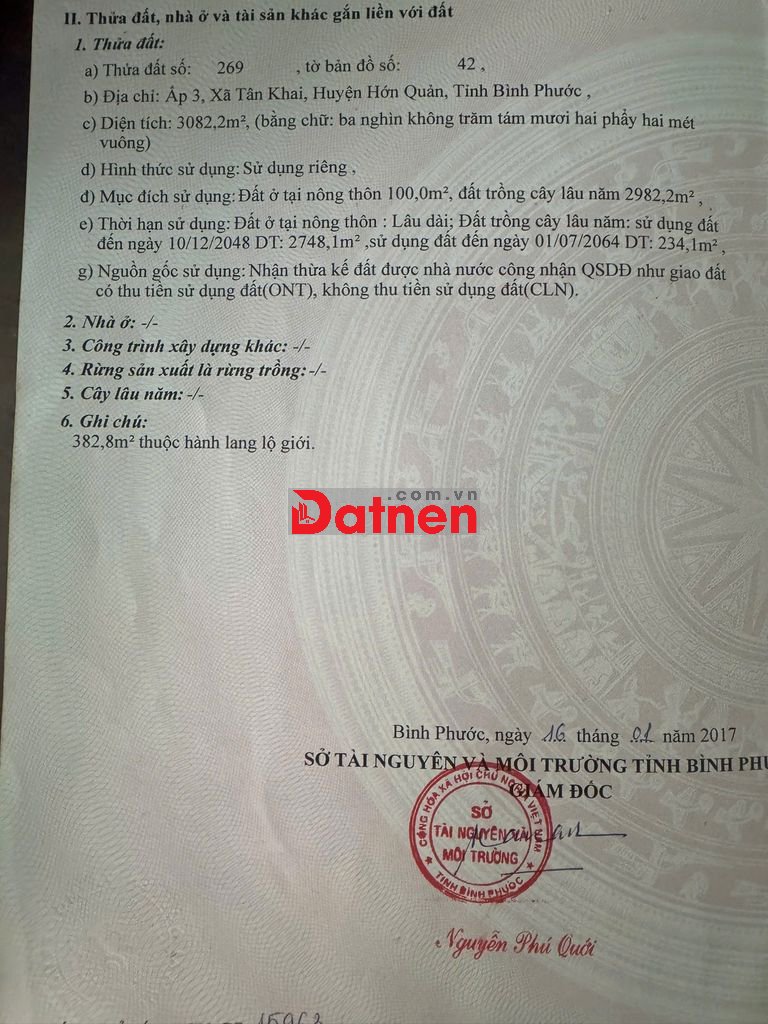 II. Thửa đất, nhà ở và tài sản khác gắn liền với đất
1. Thửa đất:
a) Thửa đất số: 269 , tờ bản đồ số: 42 ,
b) Địa chỉ: Ấp 3, Xã Tân Khai, Huyện Hớn Quản, Tỉnh Bình Phước ,
c) Diện tích: 3082,2m², (bằng chữ: ba nghìn không trăm tám mươi hai phẩy hai mét
vuông)
d) Hình thức sử dụng: Sử dụng riêng ,
đ) Mục đích sử dụng: Đất ở tại nông thôn 100,0m², đất trồng cây lâu năm 2982,2m² ,
e) Thời hạn sử dụng: Đất ở tại nông thôn : Lâu dài; Đất trồng cây lâu năm: sử dụng đất
đến ngày 10/12/2048 DT: 2748,1m² ,sử dụng đất đến ngày 01/07/2064 DT: 234,1m² ,
g) Nguồn gốc sử dụng: Nhận thừa kế đất được nhà nước công nhận QSDĐ như giao đất
có thu tiền sử dụng đất(ONT), không thu tiền sử dụng đất(CLN).
2. Nhà ở: -/-
3. Công trình xây dựng khác: -/-
4. Rừng sản xuất là rừng trồng: -/-
5. Cây lâu năm: -/-
6. Ghi chú:
382,8m² thuộc hành lang lộ giới.
.com.vn
Datnen
Bình Phước, ngày 16 tháng 01 năm 2017
SỞ TÀI NGUYÊN VÀ MÔI TRƯỜNG TỈNH BÌNH PHƯ
GIÁM ĐỐC
CỘNG HÒA XÃ HỘI CHỦ NGHĨA VIỆT NAM
SỞ
TÀI NGUYÊN VÀ
MÔI TRƯỜNG
TỈNH BÌNH PHƯỚC
Nguyễn Phú Quới